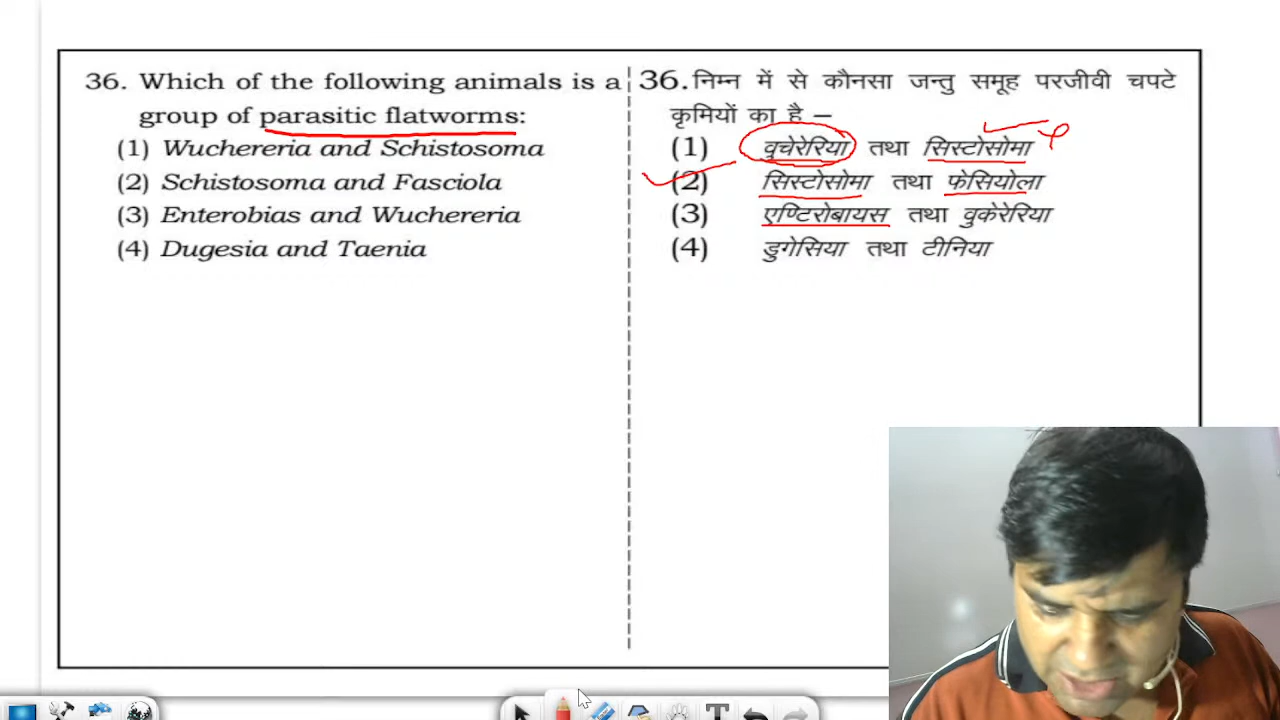 36. Which of the following animals is a
group of parasitic flatworms:
(1) Wuchereria and Schistosoma
(2) Schistosoma and Fasciola
(3) Enterobias and Wuchereria
(4) Dugesia and Taenia
36. निम्न में से कौनसा जन्तु समूह परजीवी चपटे
कृमियों का है –
(1) वूचेरेरिया तथा सिस्टोसोमा
(2) सिस्टोसोमा तथा फेसियोला
(3) एण्टिरोबायस तथा वुकेरेरिया
(4) डुगेसिया तथा टीनिया